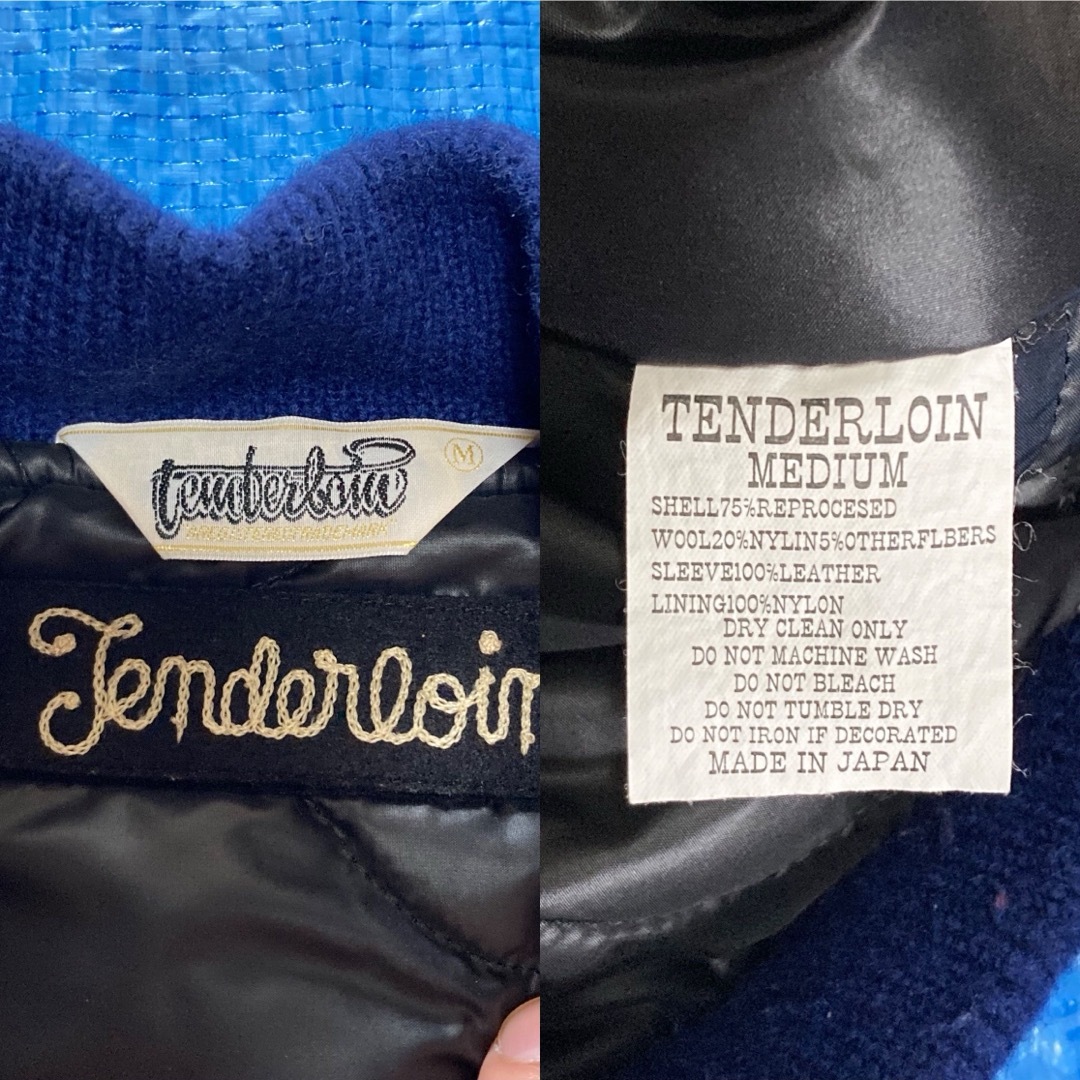 tenderloin
M
Tenderloin
TENDERLOIN
MEDIUM
SHELL75%REPROCESED
WOOL20%NYLIN5%OTHERFLBERS
SLEEVE100%LEATHER
LINING100%NYLON
DRY CLEAN ONLY
DO NOT MACHINE WASH
DO NOT BLEACH
DO NOT TUMBLE DRY
DO NOT IRON IF DECORATED
MADE IN JAPAN